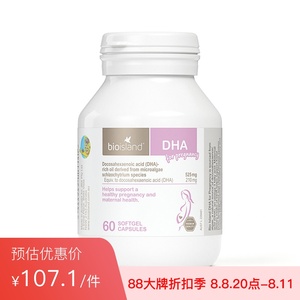 bioisland
DHA
for pregnancy
Docosahexaenoic acid (DHA)-
rich oil derived from microalgae
schizochytrium species 525mg
Equiv. to docosahexaenoic acid (DHA)
Helps support a
healthy pregnancy and
maternal health.
60 SOFTGEL
CAPSULES
预估优惠价
¥107.1/件
88大牌折扣季 8.8.20点-8.11